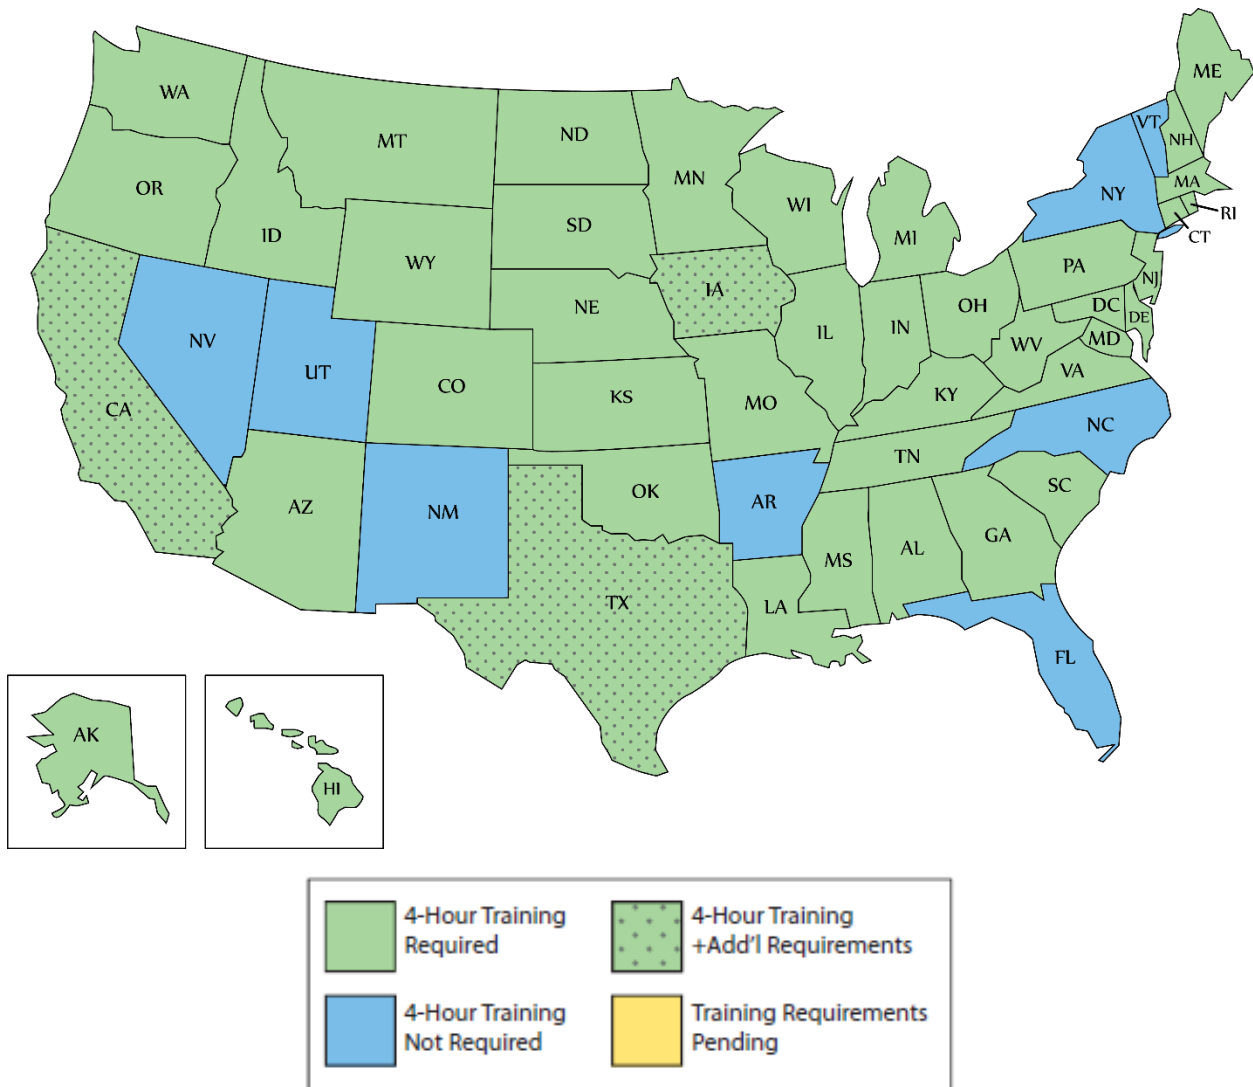 ME
WA
VT
NH
MT
ND
MN
OR
MA
NY
WI
RI
SD
ID
MI
CT
WY
PA
NJ
IA
DC
NE
OH
DE
IL
IN
NV
MD
WV
UT
VA
CO
KS
KY
MO
CA
NC
TN
SC
OK
AR
AZ
NM
GA
AL
MS
TX
LA
FL
AK
HI
4-Hour Training
Required
4-Hour Training
+Add'l Requirements
4-Hour Training
Not Required
Training Requirements
Pending